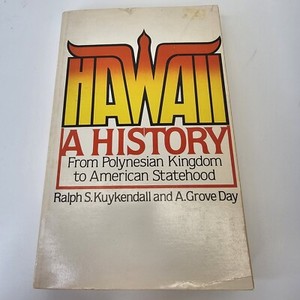 HAWAII
A HISTORY
From Polynesian Kingdom
to American Statehood
Ralph S. Kuykendall and A. Grove Day